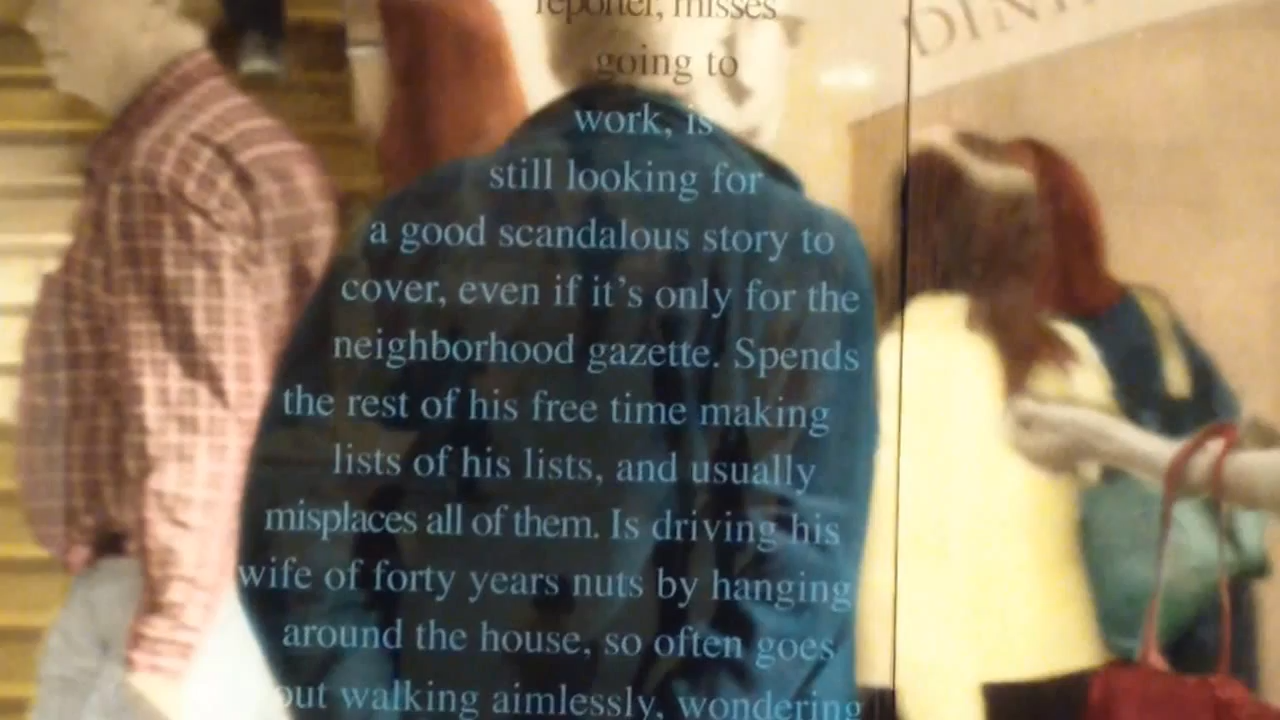 reporter, misses
going to
work, is
still looking for
a good scandalous story to
cover, even if it's only for the
neighborhood gazette. Spends
the rest of his free time making
lists of his lists, and usually
misplaces all of them. Is driving his
wife of forty years nuts by hanging
around the house, so often goes
out walking aimlessly, wondering